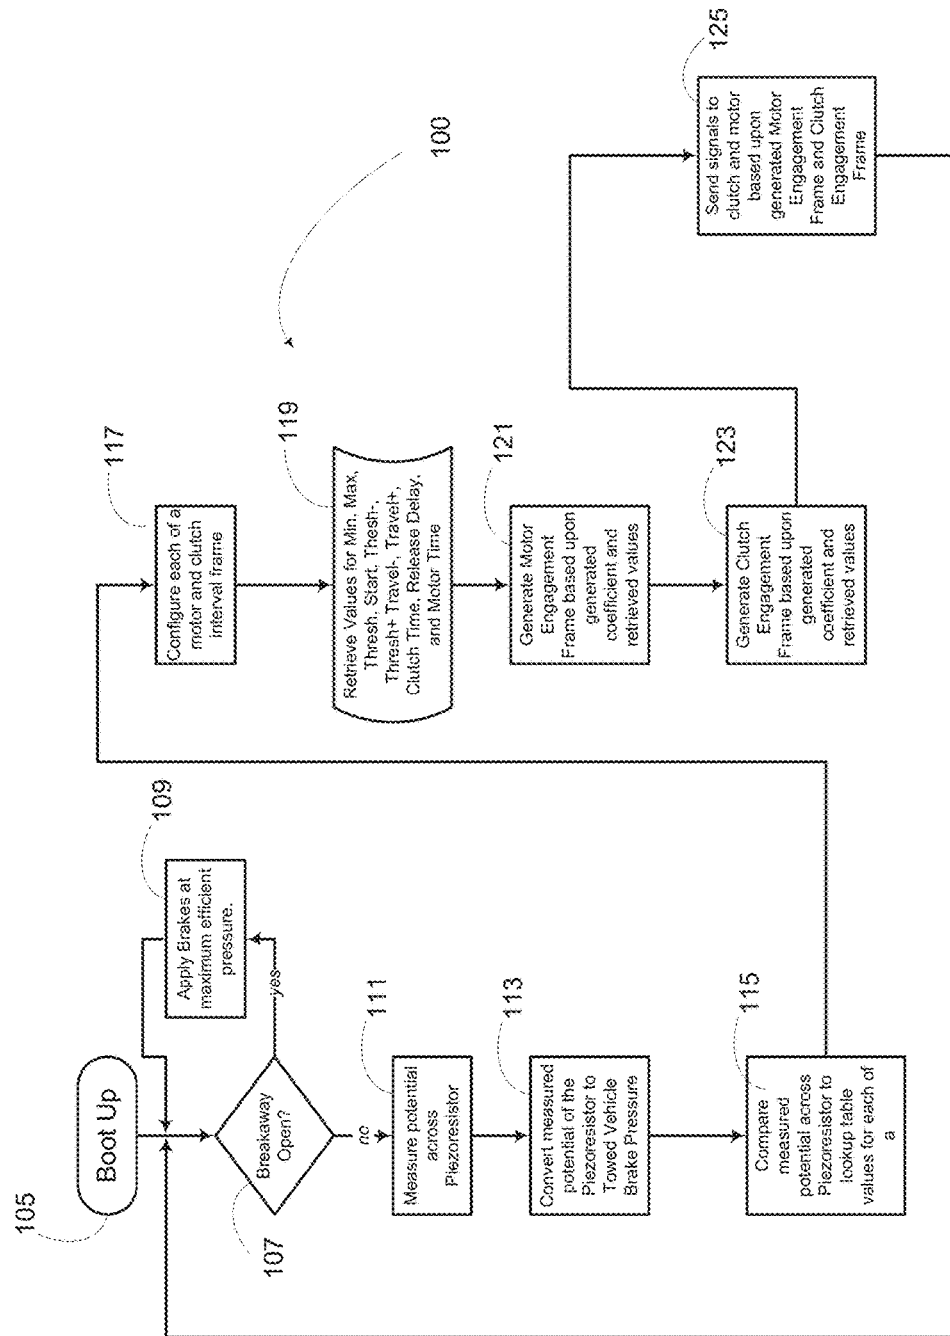 105
Boot Up
107
Breakaway
Open?
yes
109
Apply Brakes at
maximum efficient
pressure.
no
111
Measure potential
across
Piezoresistor
113
Convert measured
potential of the
Piezoresistor to
Towed Vehicle
Brake Pressure
115
Compare
measured
potential across
Piezoresistor to
lookup table
values for each of
a
117
Configure each of a
motor and clutch
interval frame
119
Retrieve Values for Min, Max,
Thresh, Start, Thesh-,
Thresh+ Travel-, Travel+,
Clutch Time, Release Delay,
and Motor Time
121
Generate Motor
Engagement
Frame based upon
generated
coefficient and
retrieved values
123
Generate Clutch
Engagement
Frame based upon
generated
coefficient and
retrieved values
100
125
Send signals to
clutch and motor
based upon
generated Motor
Engagement
Frame and Clutch
Engagement
Frame